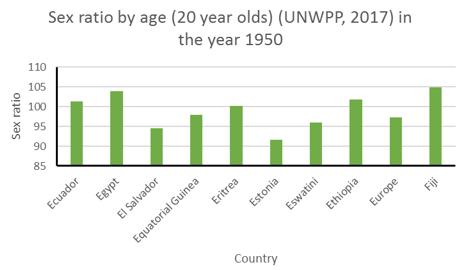 Sex ratio by age (20 year olds) (UNWPP, 2017) in
the year 1950
Sex ratio
110
105
100
95
90
85
Ecuador
Egypt
El Salvador
Equatorial Guinea
Eritrea
Estonia
Eswatini
Ethiopia
Europe
Fiji
Country